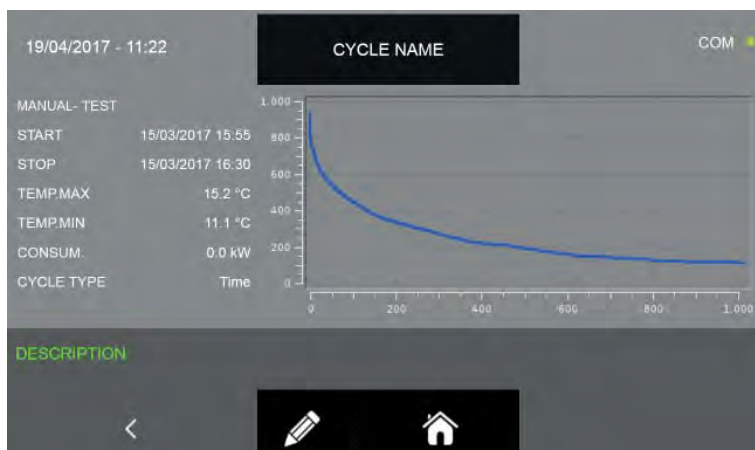 19/04/2017 - 11:22
CYCLE NAME
COM
MANUAL- TEST
START 15/03/2017 15:55
STOP 15/03/2017 16:30
TEMP.MAX 15.2 °C
TEMP.MIN 11.1 °C
CONSUM. 0.0 kW
CYCLE TYPE Time
1.000
800
600
400
200
0
0 200 400 600 800 1.000
DESCRIPTION